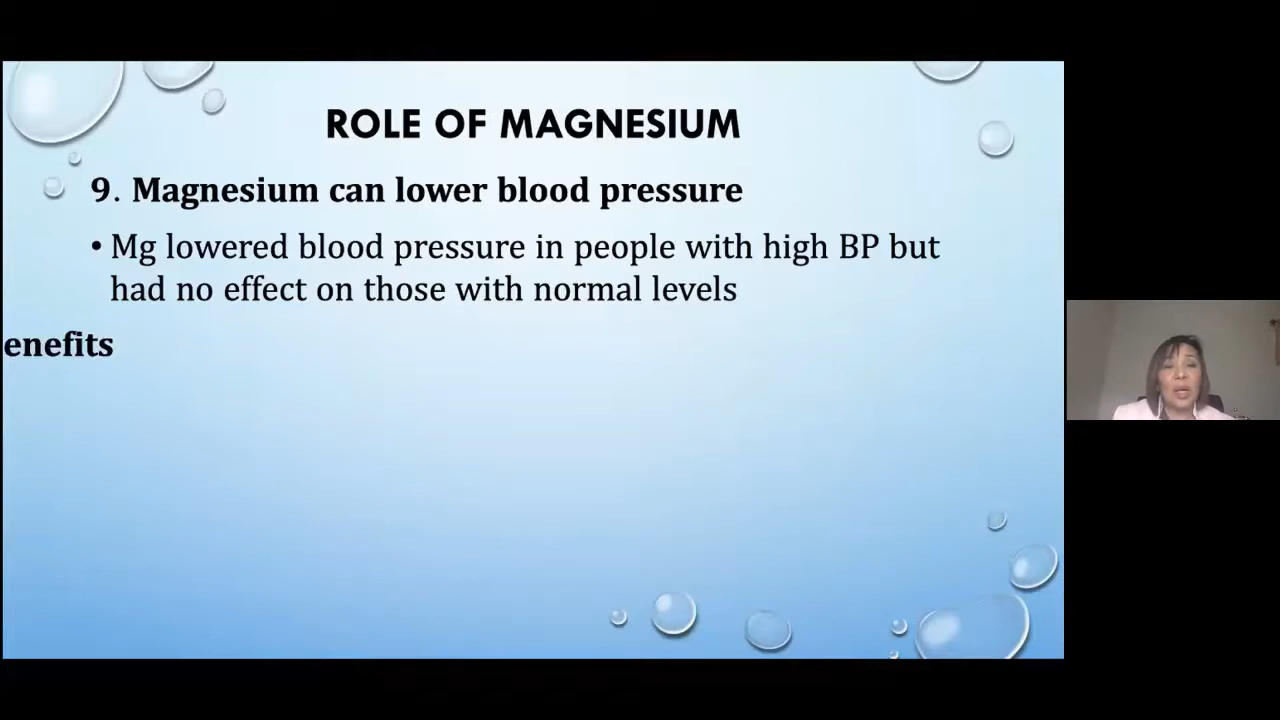 ROLE OF MAGNESIUM
9. Magnesium can lower blood pressure
• Mg lowered blood pressure in people with high BP but
had no effect on those with normal levels
enefits